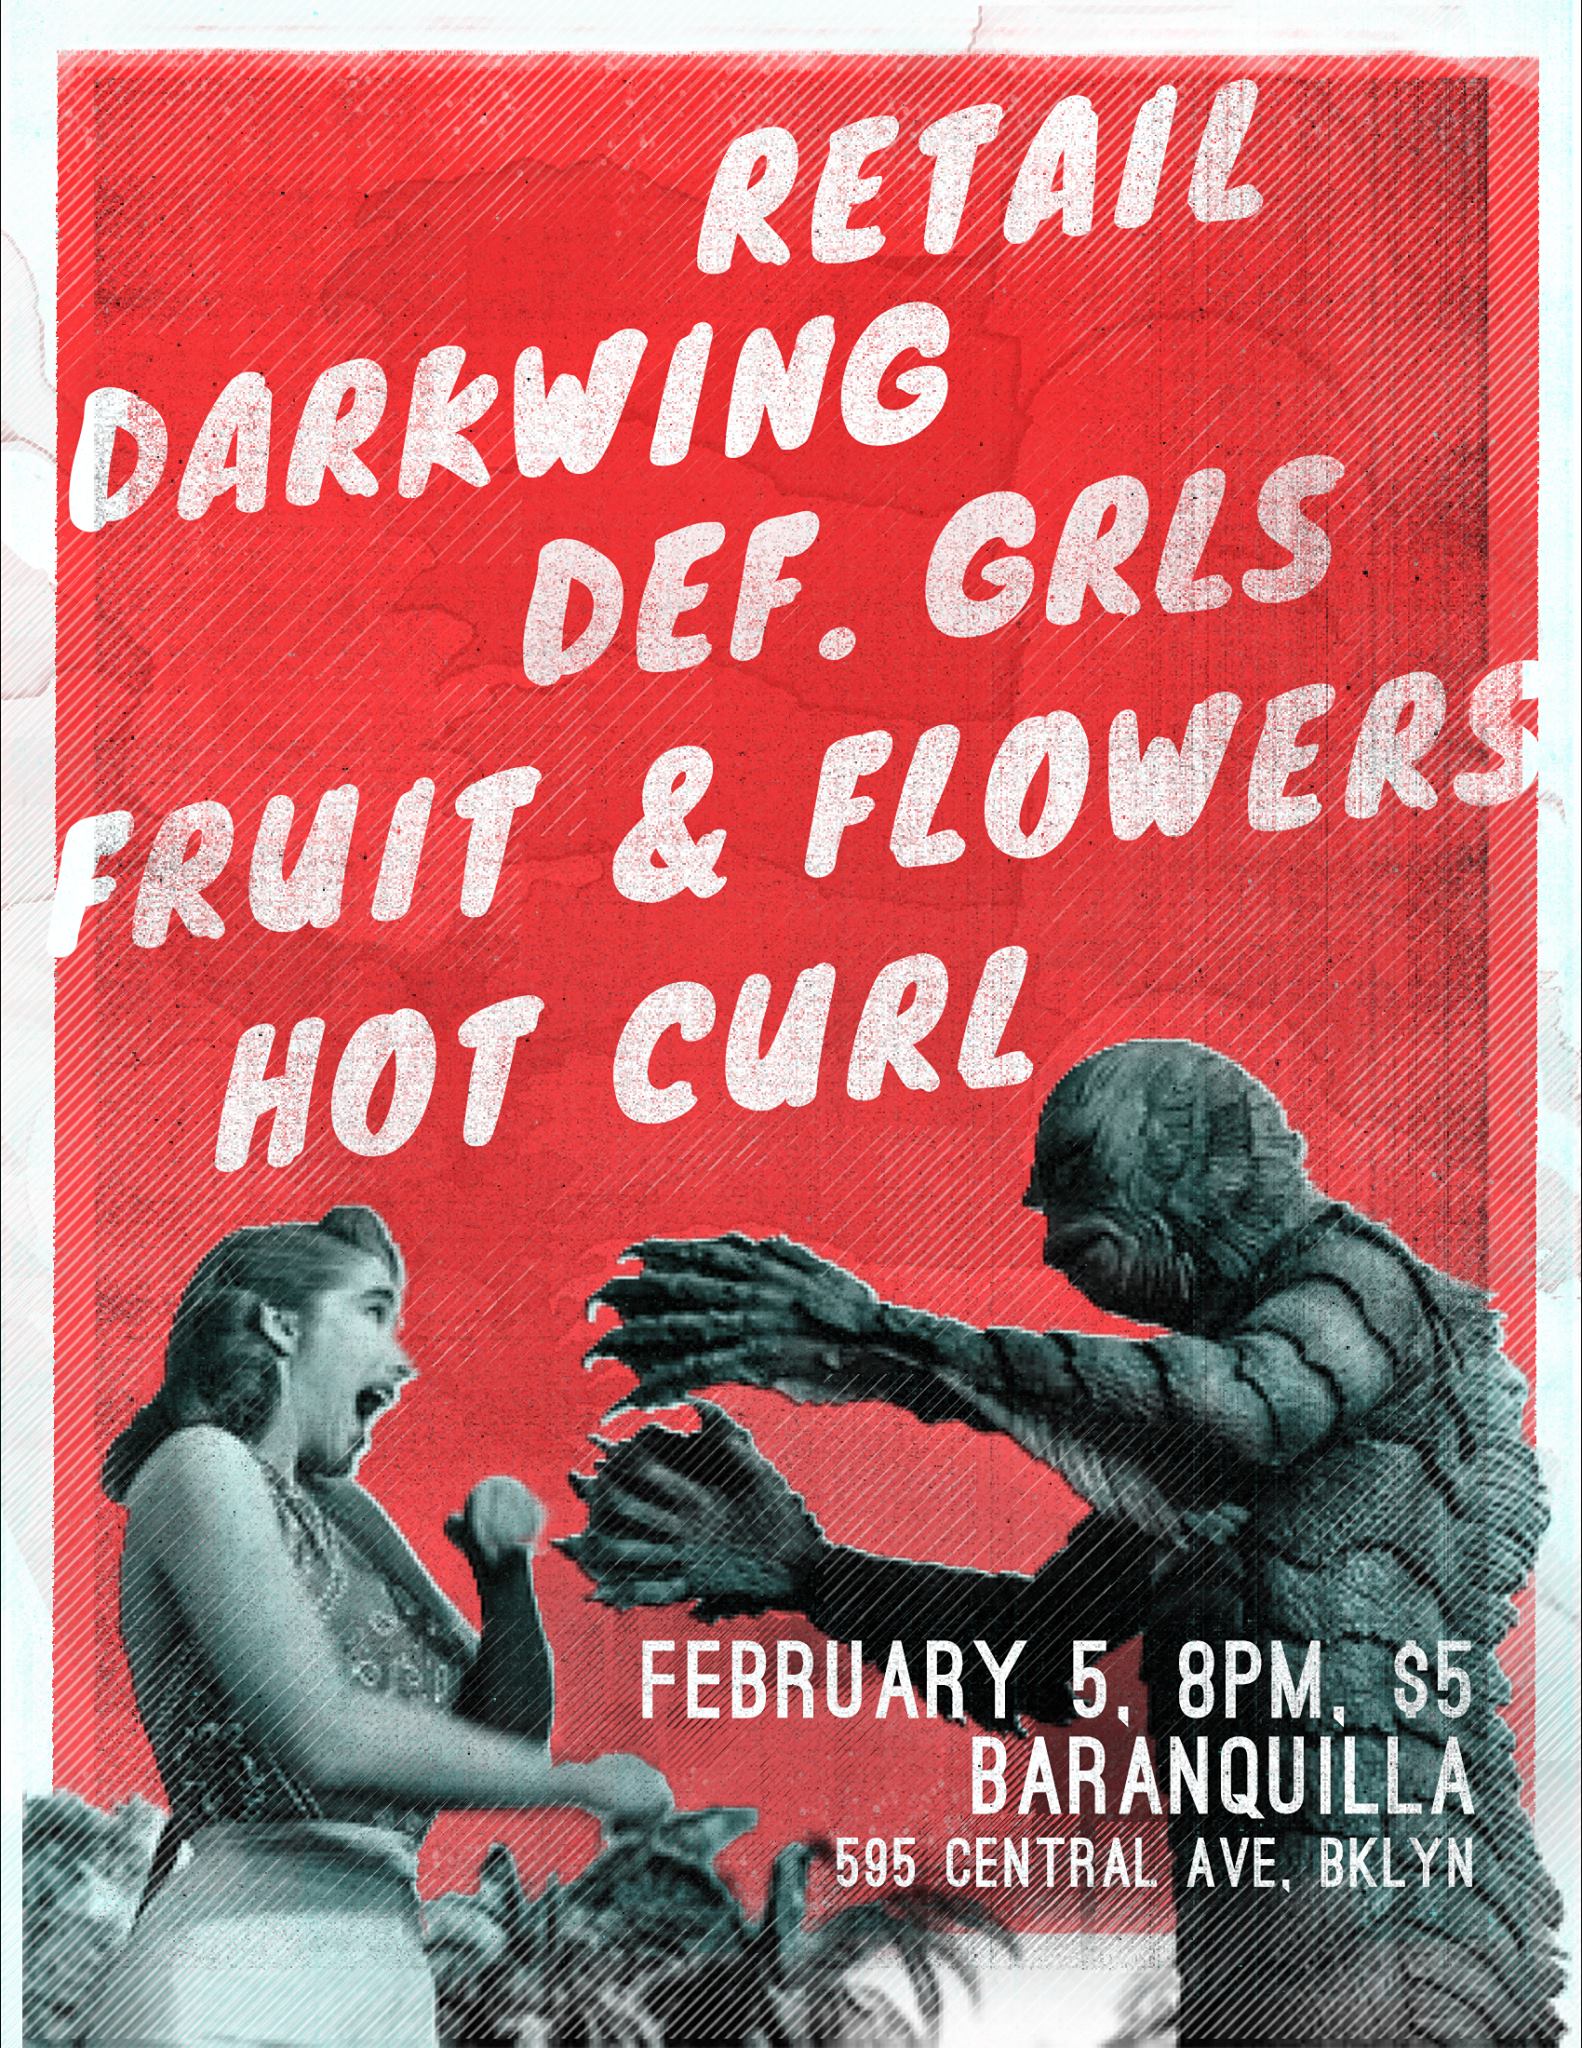 RETAIL
DARKWING
DEF. GRLS
FRUIT & FLOWERS
HOT CURL
FEBRUARY 5, 8PM, $5
BARANQUILLA
595 CENTRAL AVE, BKLYN